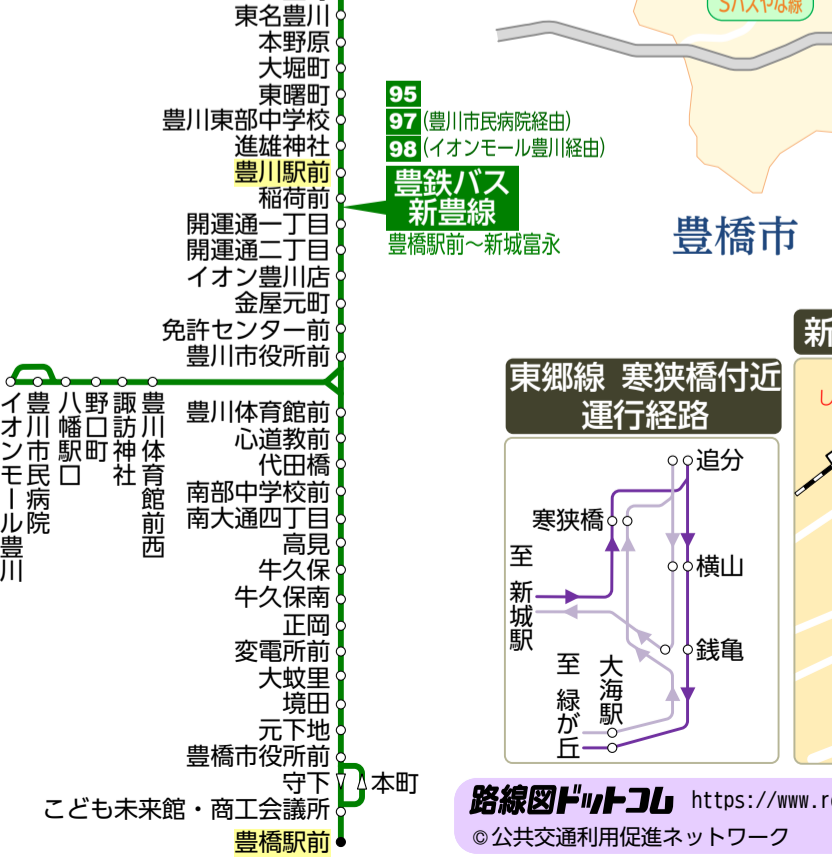 東名豊川
本野原
大堀町
東曙町
豊川東部中学校
進雄神社
豊川駅前
稲荷前
開運通一丁目
開運通二丁目
イオン豊川店
金屋元町
免許センター前
豊川市役所前
イオンモール豊川
豊川市民病院
八幡駅口
野口町
諏訪神社
豊川体育館前西
豊川体育館前
心道教前
代田橋
南部中学校前
南大通四丁目
高見
牛久保
牛久保南
正岡
変電所前
大蚊里
境田
元下地
豊橋市役所前
守下
本町
こども未来館・商工会議所
豊橋駅前
95
97 (豊川市民病院経由)
98 (イオンモール豊川経由)
豊鉄バス
新豊線
豊橋駅前～新城富永
Sバスやな線
豊橋市
東郷線 寒狭橋付近
運行経路
追分
寒狭橋
横山
至 新城駅
銭亀
至 緑が丘
大海駅
新
し
路線図ドットコム https://www.r
©公共交通利用促進ネットワーク